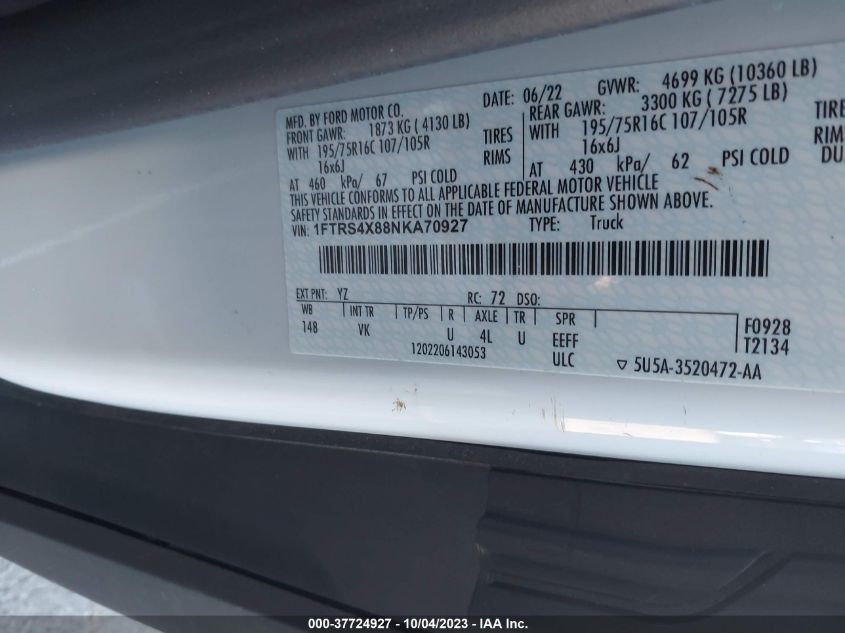 MFD. BY FORD MOTOR CO. DATE: 06/22 GVWR: 4699 KG (10360 LB)
FRONT GAWR: 1873 KG (4130 LB) REAR GAWR: 3300 KG (7275 LB)
WITH 195/75R16C 107/105R TIRES WITH 195/75R16C 107/105R TIRE
16x6J RIMS 16x6J RIM
AT 460 kPa/ 67 PSI COLD AT 430 kPa/ 62 PSI COLD DU
THIS VEHICLE CONFORMS TO ALL APPLICABLE FEDERAL MOTOR VEHICLE
SAFETY STANDARDS IN EFFECT ON THE DATE OF MANUFACTURE SHOWN ABOVE.
VIN: 1FTRS4X88NKA70927 TYPE: Truck
EXT PNT: YZ RC: 72 DSO:
WB INT TR TP/PS R AXLE TR SPR F0928
148 VK U 4L U EEFF T2134
1202206143053 ULC ▽ 5U5A-3520472-AA
000-37724927 - 10/04/2023 - IAA Inc.